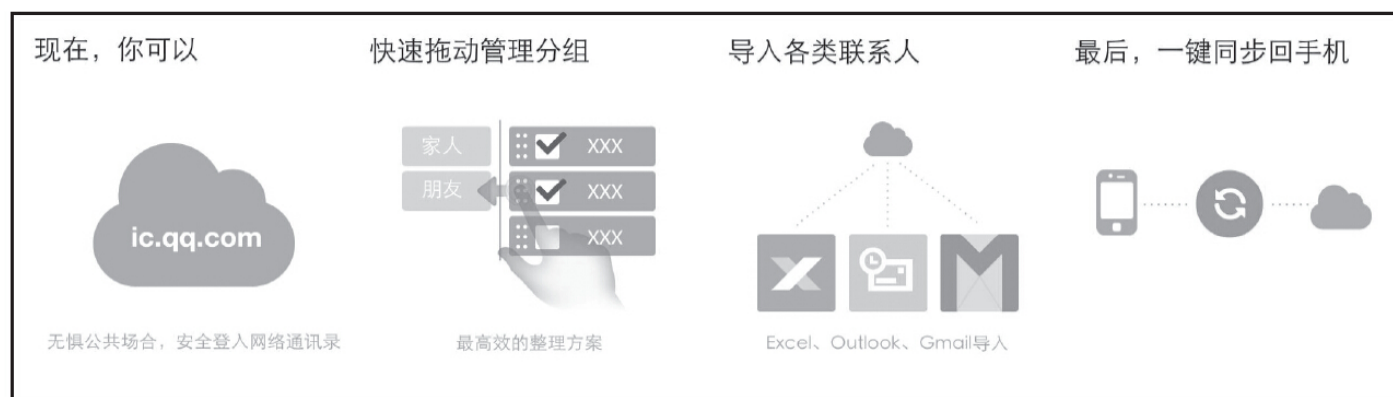 现在，你可以
ic.qq.com
无惧公共场合，安全登入网络通讯录
快速拖动管理分组
家人
XXX
朋友
XXX
XXX
最高效的整理方案
导入各类联系人
Excel、Outlook、Gmail导入
最后，一键同步回手机